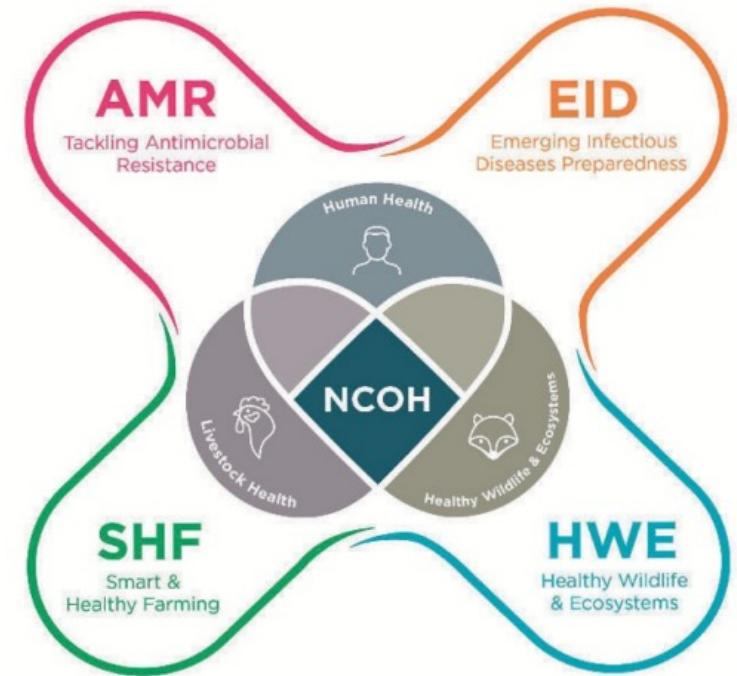 AMR
Tackling Antimicrobial
Resistance
EID
Emerging Infectious
Diseases Preparedness
Human Health
NCOH
Livestock Health
Healthy Wildlife & Ecosystems
SHF
Smart &
Healthy Farming
HWE
Healthy Wildlife
& Ecosystems